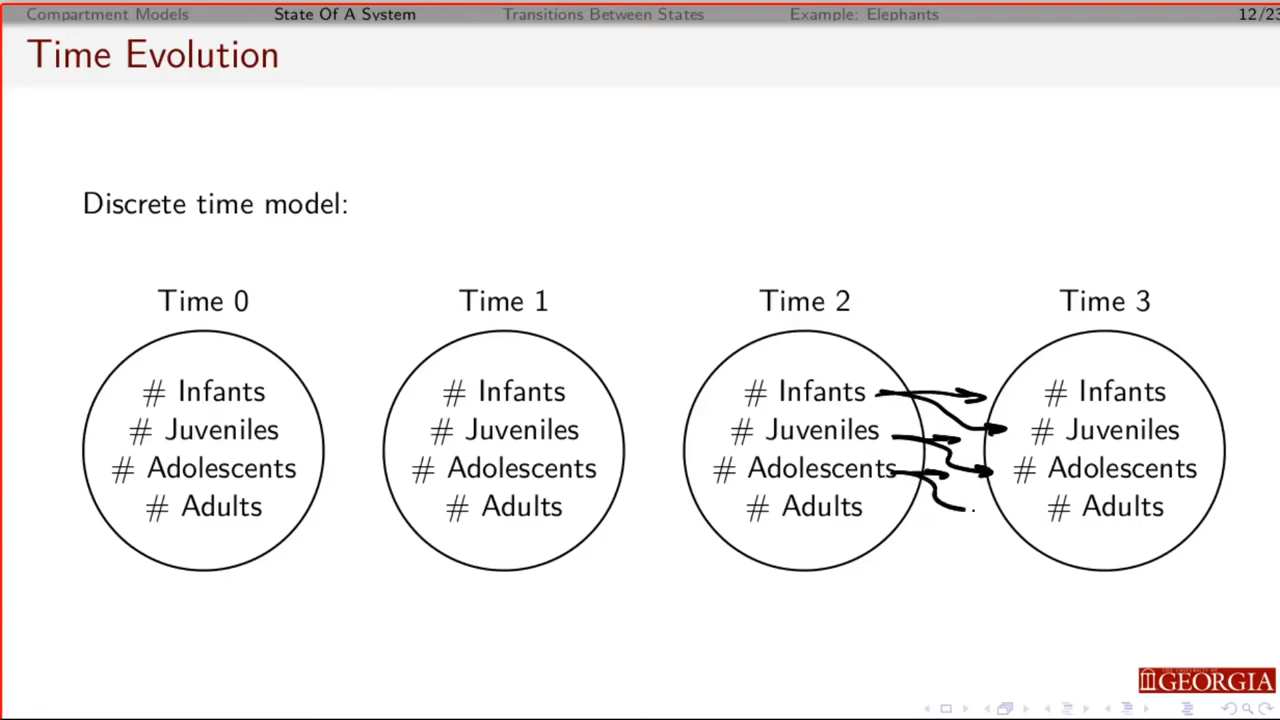 Compartment Models State Of A System Transitions Between States Example: Elephants 12/23
Time Evolution
Discrete time model:
Time 0 Time 1 Time 2 Time 3
# Infants # Infants # Infants # Infants
# Juveniles # Juveniles # Juveniles # Juveniles
# Adolescents # Adolescents # Adolescents # Adolescents
# Adults # Adults # Adults # Adults
GEORGIA